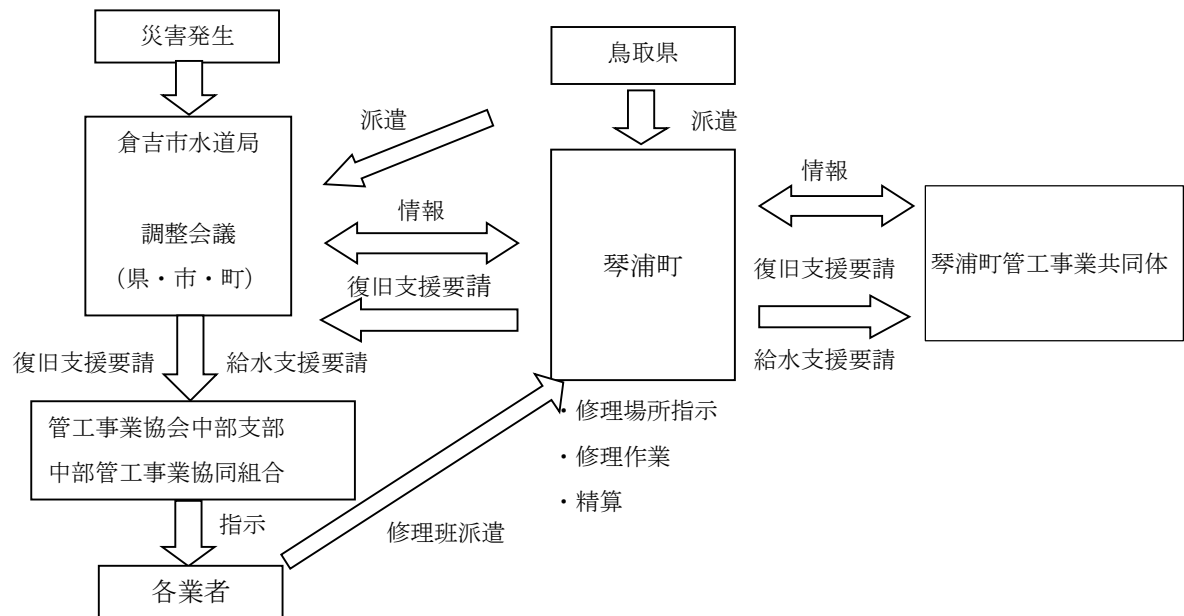 災害発生
鳥取県
派遣
派遣
倉吉市水道局
調整会議
（県・市・町）
情報
復旧支援要請
琴浦町
情報
復旧支援要請
給水支援要請
琴浦町管工事業共同体
復旧支援要請
給水支援要請
管工事業協会中部支部
中部管工事業協同組合
・修理場所指示
・修理作業
・精算
指示
修理班派遣
各業者